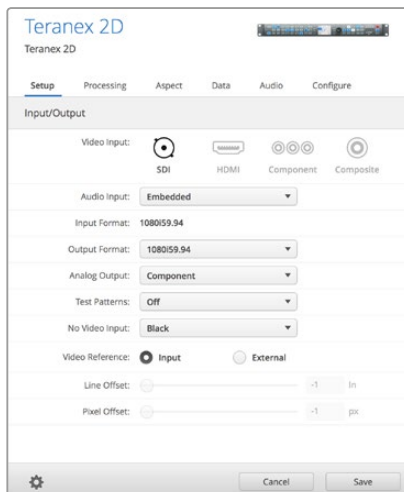 Teranex 2D
Teranex 2D
Setup Processing Aspect Data Audio Configure
Input/Output
Video Input:
SDI HDMI Component Composite
Audio Input: Embedded
Input Format: 1080i59.94
Output Format: 1080i59.94
Analog Output: Component
Test Patterns: Off
No Video Input: Black
Video Reference: Input External
Line Offset: -1 ln
Pixel Offset: -1 px
Cancel Save